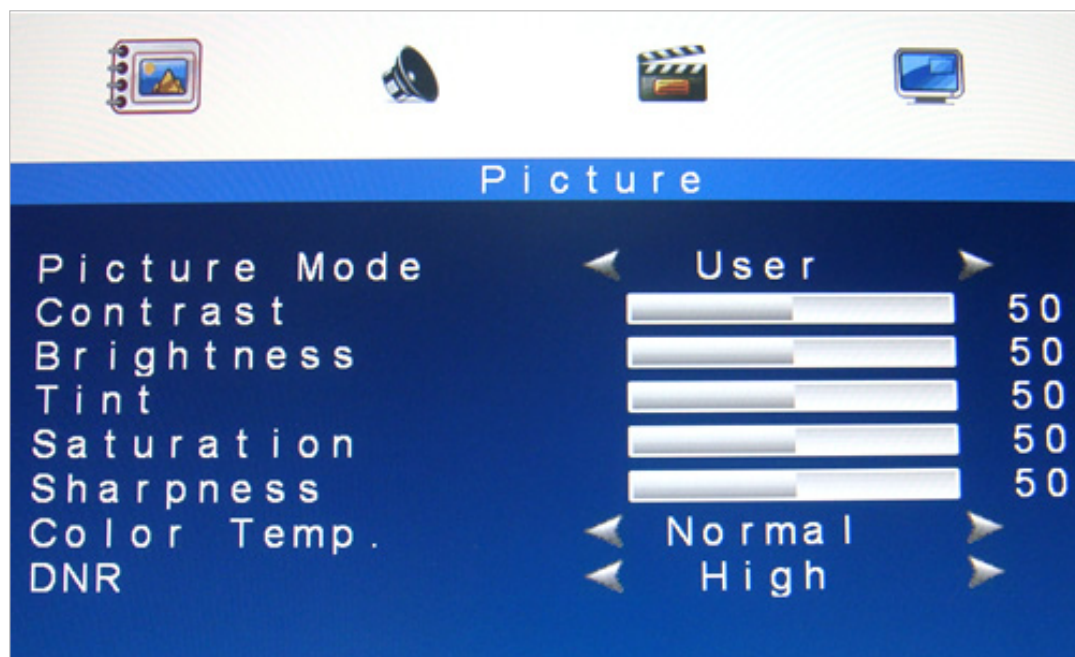 Picture
Picture Mode User
Contrast 50
Brightness 50
Tint 50
Saturation 50
Sharpness 50
Color Temp. Normal
DNR High